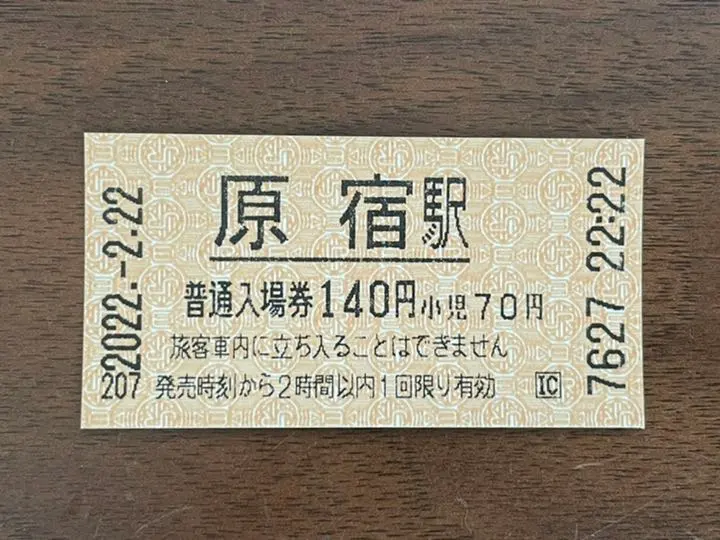 原宿駅
普通入場券140円小児70円
旅客車内に立ち入ることはできません
発売時刻から2時間以内1回限り有効 IC
2022.-2.22
207
7627 22:22